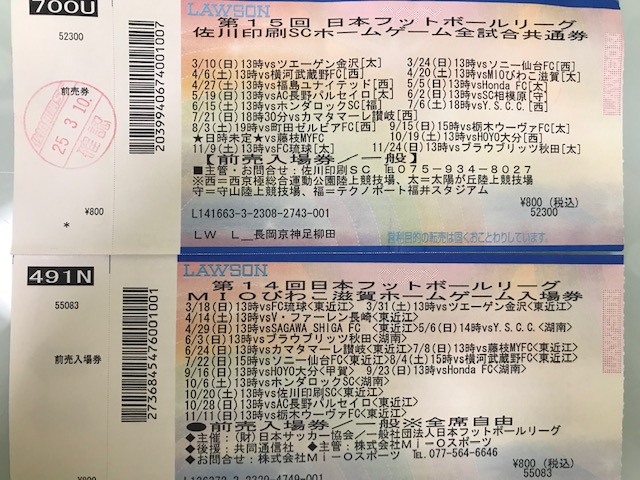 700U
52300
前売券
25.3.10.
*
¥800
2039940674001007
LAWSON
第15回 日本フットボールリーグ
佐川印刷SCホームゲーム全試合共通券
3/10(日)13時vsツエーゲン金沢[太] 3/24(日)13時vsソニー仙台FC[西]
4/6(土)13時vs横河武蔵野FC[西] 4/20(土)13時vsMIOびわこ滋賀[太]
4/27(土)13時vs福島ユナイテッド[西] 5/5(日)13時vsHonda FC[太]
5/19(日)13時vsAC長野パルセイロ[太] 6/2(日)13時vsSC相模原[守]
6/15(土)13時vsホンダロックSC[福] 7/6(土)18時vsY.S.C.C.[西]
7/21(日)18時30分vsカマタマーレ讃岐[西]
8/3(土)19時vs町田ゼルビアFC[西] 9/15(日)15時vs栃木ウーヴァFC[太]
★日時未定★vs藤枝MYFC 10/19(土)13時vsHOYO大分[西]
11/9(土)13時vsFC琉球[太] 11/24(日)13時vsブラウブリッツ秋田[太]
【前売入場券/一般】
■主催・お問合せ:佐川印刷SC TEL075-934-8027
※西=西京極総合運動公園陸上競技場、太=太陽が丘陸上競技場
守=守山陸上競技場、福=テクノポート福井スタジアム
¥800(税込)
L141663-3-2308-2743-001
52300
LW L_長岡京神足柳田
営利目的の転売は固くおことわりしています。
491N
55083
前売入場券
¥800
2736845476001001
LAWSON
第14回日本フットボールリーグ
MIOびわこ滋賀ホームゲーム入場券
3/18(日)13時vsFC琉球<東近江> 3/31(土)13時vsツエーゲン金沢<東近江>
4/14(土)13時vsV・ファーレン長崎<東近江>
4/29(日)13時vsSAGAWA SHIGA FC <東近江>5/6(日)14時vsY.S.C.C.<湖南>
6/3(日)13時vsブラウブリッツ秋田<湖南>
6/24(日)13時vsカマタマーレ讃岐<東近江>7/8(日)13時vs藤枝MYFC<東近江>
7/22(日)15時vsソニー仙台FC<東近江>8/4(土)15時vs横河武蔵野FC<東近江>
9/16(日)13時vsHOYO大分<甲賀> 9/23(日)13時vsHonda FC<湖南>
10/6(土)13時vsホンダロックSC<湖南>
10/20(土)13時vs佐川印刷SC<東近江>
10/28(日)13時vsAC長野パルセイロ<東近江>
11/11(日)13時vs栃木ウーヴァFC<東近江>
●前売入場券/一般※全席自由
◆主催:(財)日本サッカー協会/一般社団法人日本フットボールリーグ
◆後援:共同通信社 ◆主管:株式会社MiーOスポーツ
◆お問合せ:株式会社MiーOスポーツ TEL.077-564-6646
¥800(税込)
55083